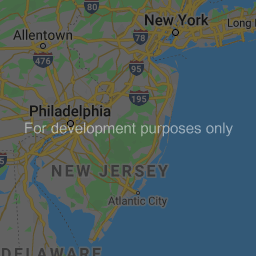 80
New York
Allentown
78
Long I
476
95
195
Philadelphia
For development purposes only
NEW JERSEY
Atlantic City
DELAWARE